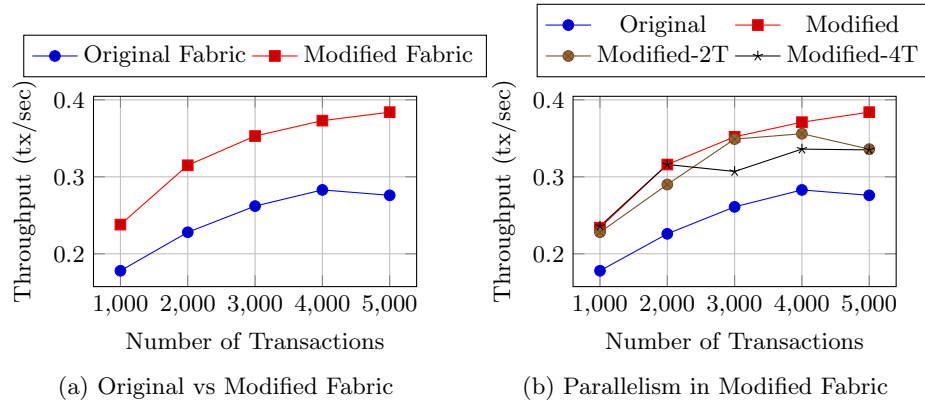 Original Fabric Modified Fabric
0.4
0.3
0.2
Throughput (tx/sec)
1,000 2,000 3,000 4,000 5,000
Number of Transactions
(a) Original vs Modified Fabric
Original Modified
Modified-2T Modified-4T
0.4
0.3
0.2
Throughput (tx/sec)
1,000 2,000 3,000 4,000 5,000
Number of Transactions
(b) Parallelism in Modified Fabric